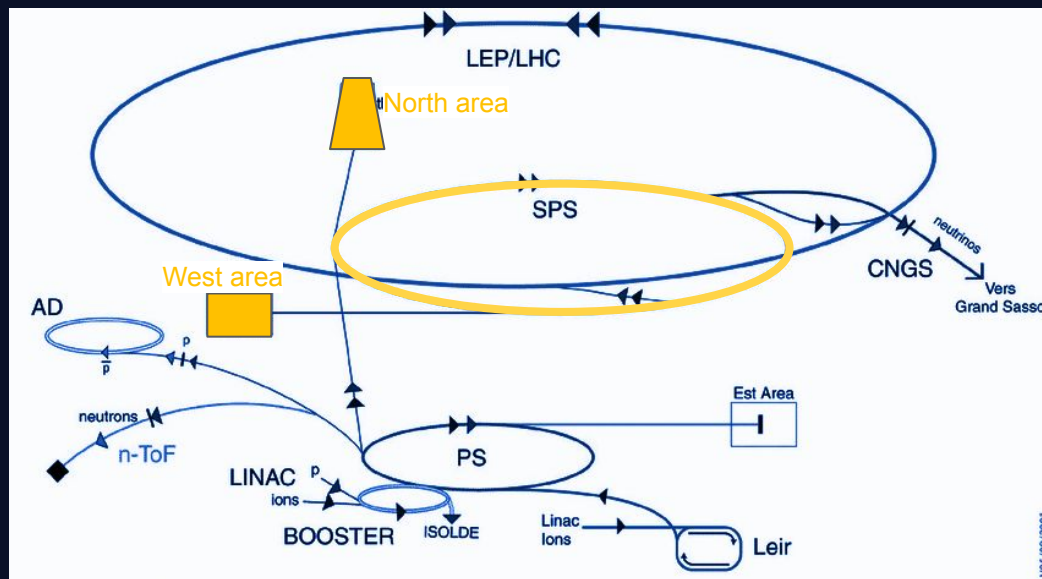 LEP/LHC
North area
SPS
neutrinos
CNGS
Vers
Grand Sasso
West area
AD
p
p
neutrons
n-ToF
Est Area
PS
LINAC
p
ions
BOOSTER
ISOLDE
Linac
Ions
Leir